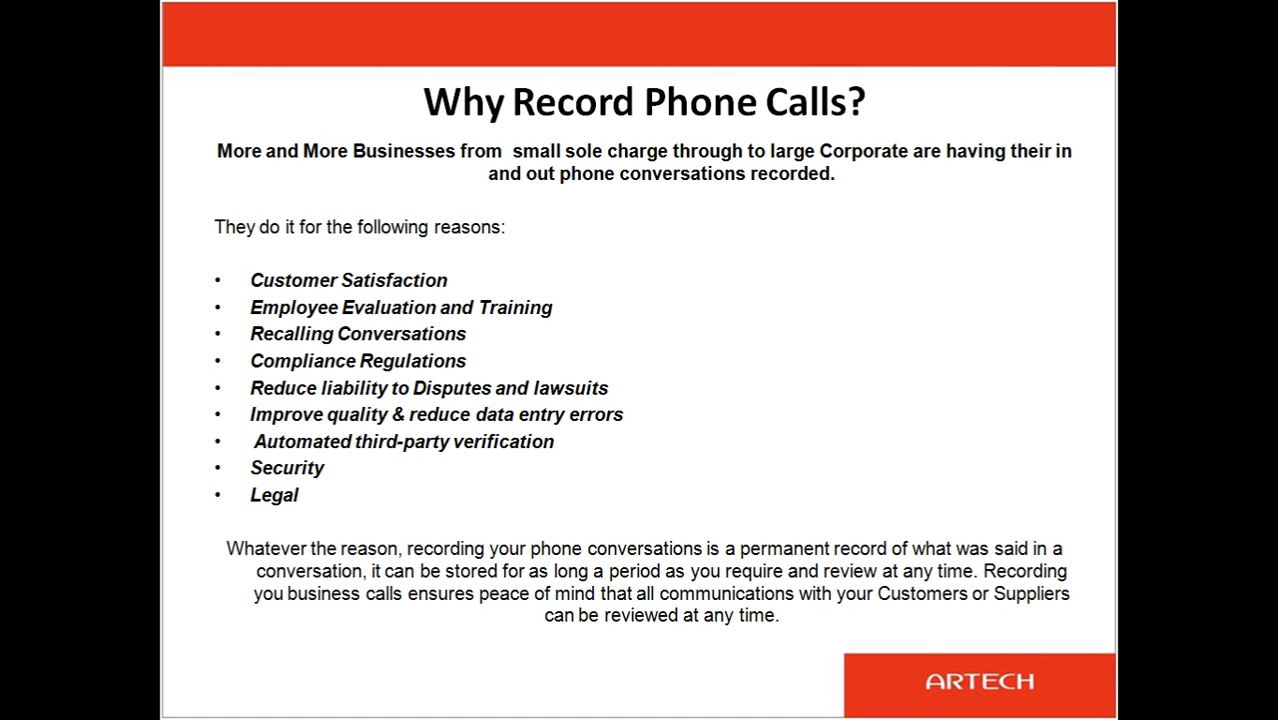 Why Record Phone Calls?
More and More Businesses from  small sole charge through to large Corporate are having their in
and out phone conversations recorded.
They do it for the following reasons:
• Customer Satisfaction
• Employee Evaluation and Training
• Recalling Conversations
• Compliance Regulations
• Reduce liability to Disputes and lawsuits
• Improve quality & reduce data entry errors
• Automated third-party verification
• Security
• Legal
Whatever the reason, recording your phone conversations is a permanent record of what was said in a
conversation, it can be stored for as long a period as you require and review at any time. Recording
you business calls ensures peace of mind that all communications with your Customers or Suppliers
can be reviewed at any time.
ARTECH